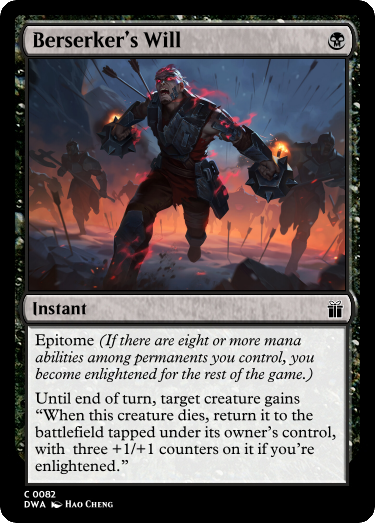 Berserker's Will
Instant
Epitome (If there are eight or more mana
abilities among permanents you control, you
become enlightened for the rest of the game.)
Until end of turn, target creature gains
“When this creature dies, return it to the
battlefield tapped under its owner's control,
with  three +1/+1 counters on it if you're
enlightened.”
C 0082
DWA Hao Cheng